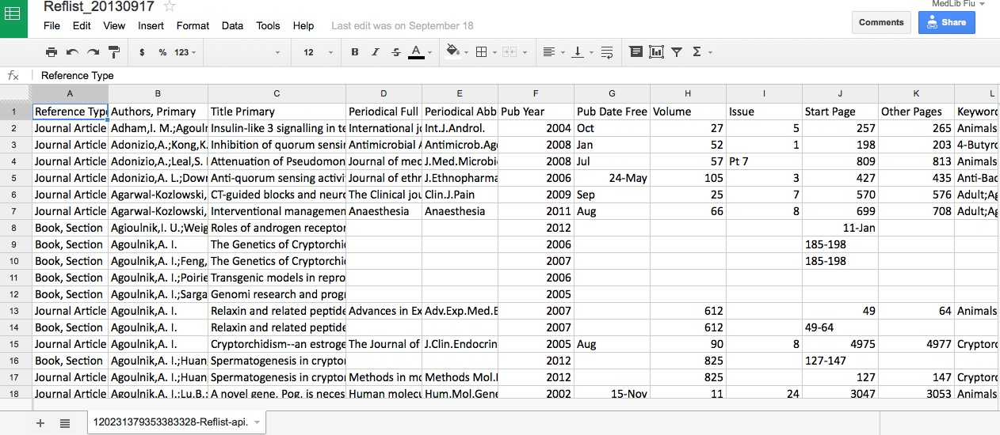 Reflist_20130917
MedLib Fiu
File Edit View Insert Format Data Tools Help Last edit was on September 18
Comments Share
$ % 123 12 B I S A Σ
fx Reference Type
A B C D E F G H I J K L
1 Reference Typ Authors, Primary Title Primary Periodical Full Periodical Abb Pub Year Pub Date Free Volume Issue Start Page Other Pages Keyword
2 Journal Article Adham,I. M.;Agoulr Insulin-like 3 signalling in te International jo Int.J.Androl. 2004 Oct 27 5 257 265 Animals
3 Journal Article Adonizio,A.;Kong,K. Inhibition of quorum sensin Antimicrobial A Antimicrob.Ag 2008 Jan 52 1 198 203 4-Butyro
4 Journal Article Adonizio,A.;Leal,S. Attenuation of Pseudomon Journal of med J.Med.Microbi 2008 Jul 57 Pt 7 809 813 Animals
5 Journal Article Adonizio,A. L.;Down Anti-quorum sensing activi Journal of ethn J.Ethnopharma 2006 24-May 105 3 427 435 Anti-Bac
6 Journal Article Agarwal-Kozlowski, CT-guided blocks and neuro The Clinical jou Clin.J.Pain 2009 Sep 25 7 570 576 Adult;Ag
7 Journal Article Agarwal-Kozlowski, Interventional managemen Anaesthesia Anaesthesia 2011 Aug 66 8 699 708 Adult;Ag
8 Book, Section Agioulnik,I. U.;Weig Roles of androgen receptor 2012 11-Jan
9 Book, Section Agoulnik,A. I. The Genetics of Cryptorchi 2006 185-198
10 Book, Section Agoulnik,A. I.;Feng, The Genetics of Cryptorchi 2007 185-198
11 Book, Section Agoulnik,A. I.;Poirie Transgenic models in repro 2006
12 Book, Section Agoulnik,A. I.;Sarga Genomi research and progr 2005
13 Journal Article Agoulnik,A. I. Relaxin and related peptide Advances in Ex Adv.Exp.Med.B 2007 612 49 64 Animals
14 Book, Section Agoulnik,A. I. Relaxin and related peptide 2007 612 49-64
15 Journal Article Agoulnik,A. I. Cryptorchidism--an estroge The Journal of J.Clin.Endocrin 2005 Aug 90 8 4975 4977 Cryptorc
16 Book, Section Agoulnik,A. I.;Huan Spermatogenesis in crypto 2012 825 127-147
17 Journal Article Agoulnik,A. I.;Huan Spermatogenesis in crypto Methods in mo Methods Mol.I 2012 825 127 147 Cryptorc
18 Journal Article Agoulnik,A. I.;Lu,B.; A novel gene, Pog, is neces Human molecu Hum.Mol.Gene 2002 15-Nov 11 24 3047 3053 Animals
120231379353383328-Reflist-api.